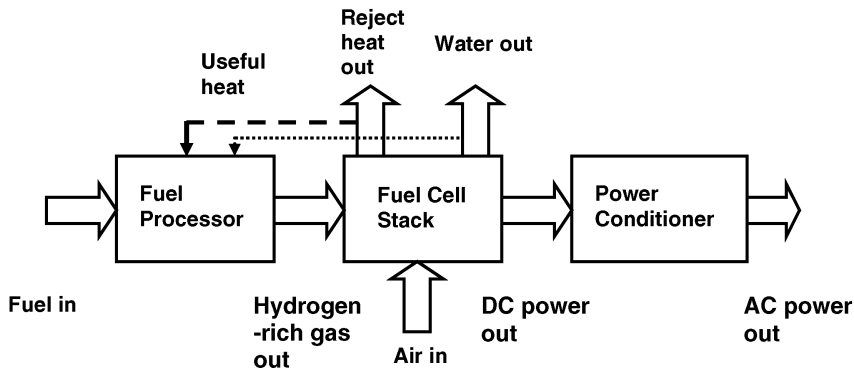 Reject
heat
out
Water out
Useful
heat
Fuel
Processor
Fuel Cell
Stack
Power
Conditioner
Fuel in
Hydrogen
-rich gas
out
Air in
DC power
out
AC power
out